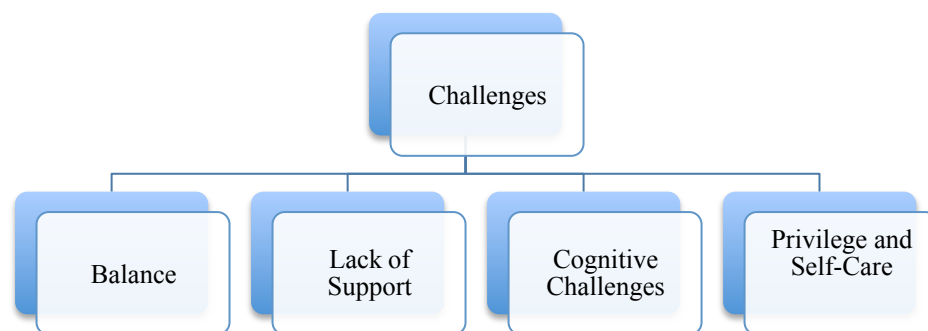 Challenges
Balance
Lack of
Support
Cognitive
Challenges
Privilege and
Self-Care